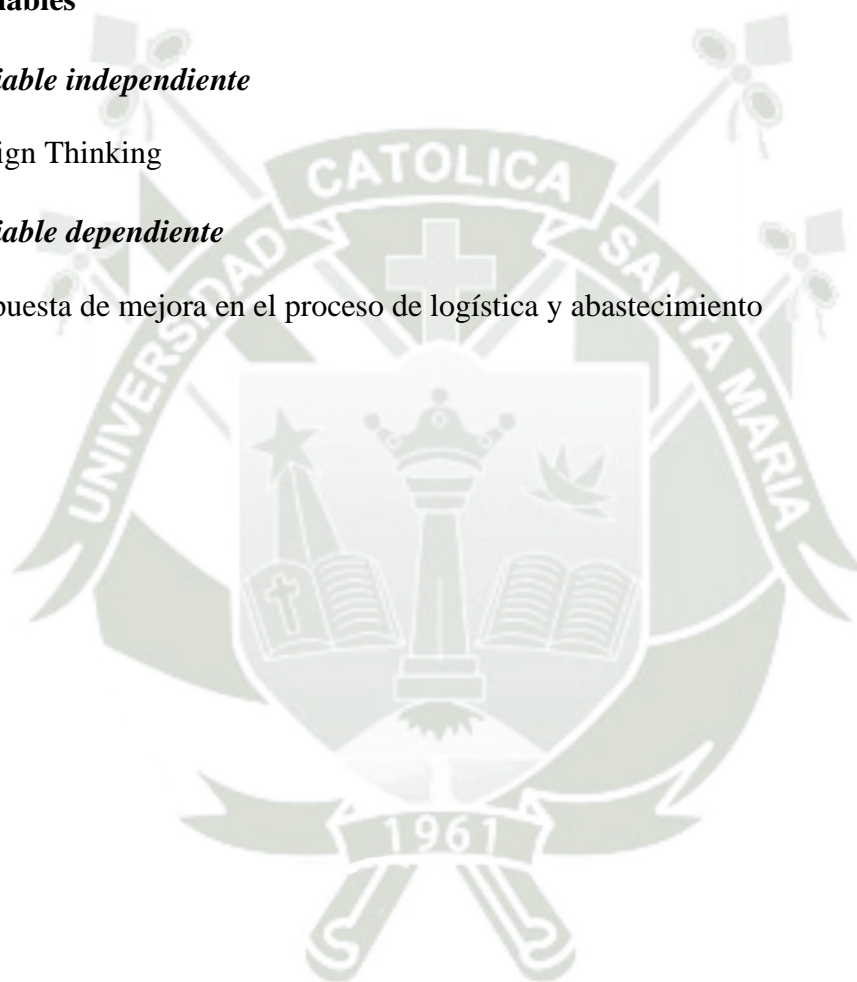 iables
iable independiente
ign Thinking
iable dependiente
puesta de mejora en el proceso de logística y abastecimiento
UNIVERSIDAD CATOLICA SANTA MARIA
1961